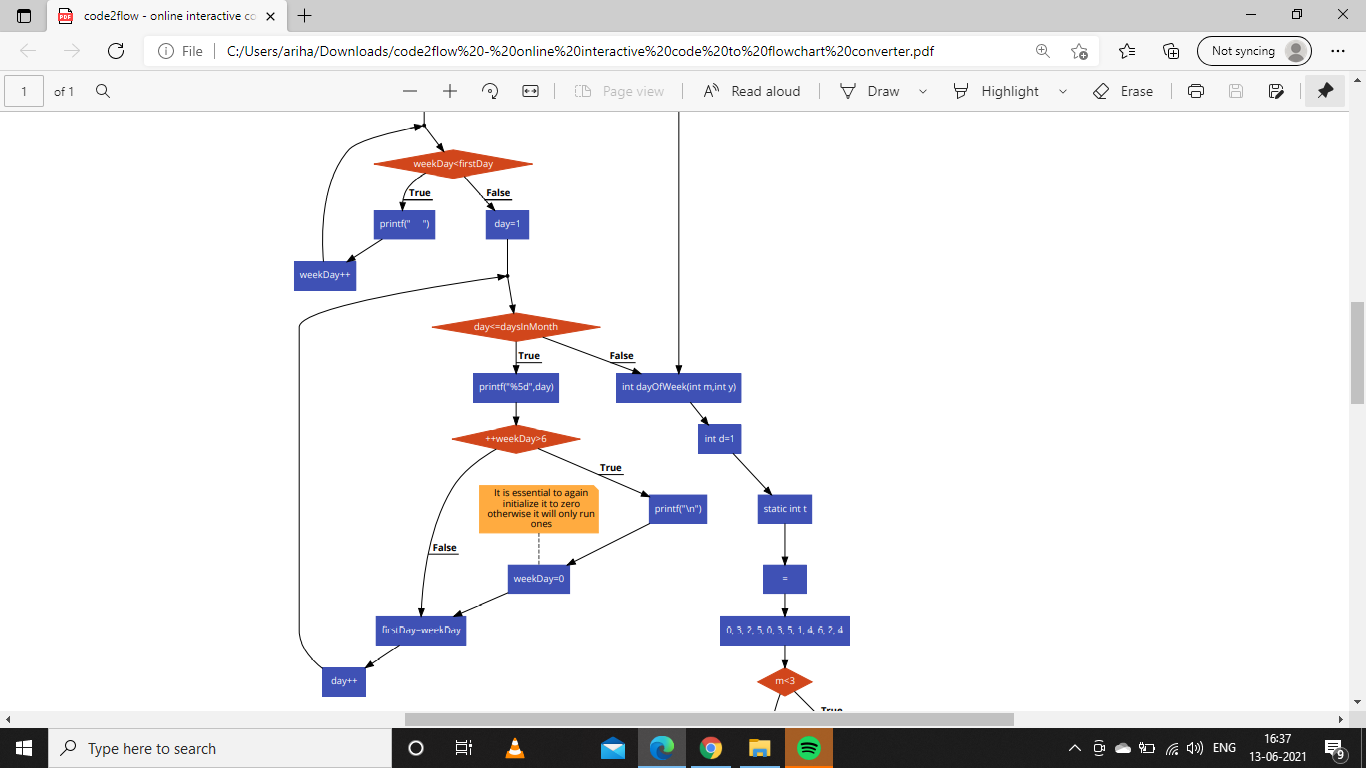 code2flow - online interactive co
File
C:/Users/ariha/Downloads/code2flow%20-%20online%20interactive%20code%20to%20flowchart%20converter.pdf
Not syncing
1
of 1
Page view
Read aloud
Draw
Highlight
Erase
weekDay<firstDay
True
False
printf("     ")
day=1
weekDay++
day<=daysInMonth
True
False
printf("%5d",day)
int dayOfWeek(int m,int y)
++weekDay>6
int d=1
True
It is essential to again
initialize it to zero
otherwise it will only run
ones
printf("\n")
static int t
False
weekDay=0
=
firstDay=weekDay
0, 3, 2, 5, 0, 3, 5, 1, 4, 6, 2, 4
day++
m<3
True
Type here to search
ENG
16:37
13-06-2021
9